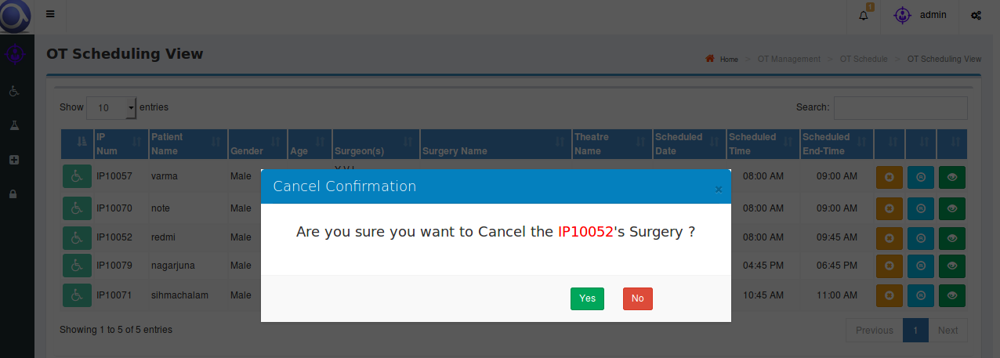 1
admin
OT Scheduling View
Home > OT Management > OT Schedule > OT Scheduling View
Show 10 entries
Search:
IP Num
Patient Name
Gender
Age
Surgeon(s)
Surgery Name
Theatre Name
Scheduled Date
Scheduled Time
Scheduled End-Time
IP10057 varma Male 08:00 AM 09:00 AM
Cancel Confirmation ×
IP10070 note Male 08:00 AM 09:00 AM
Are you sure you want to Cancel the IP10052's Surgery ?
IP10052 redmi Male 08:00 AM 09:45 AM
IP10079 nagarjuna Male 04:45 PM 06:45 PM
IP10071 sihmachalam Male 10:45 AM 11:00 AM
Yes No
Showing 1 to 5 of 5 entries
Previous 1 Next